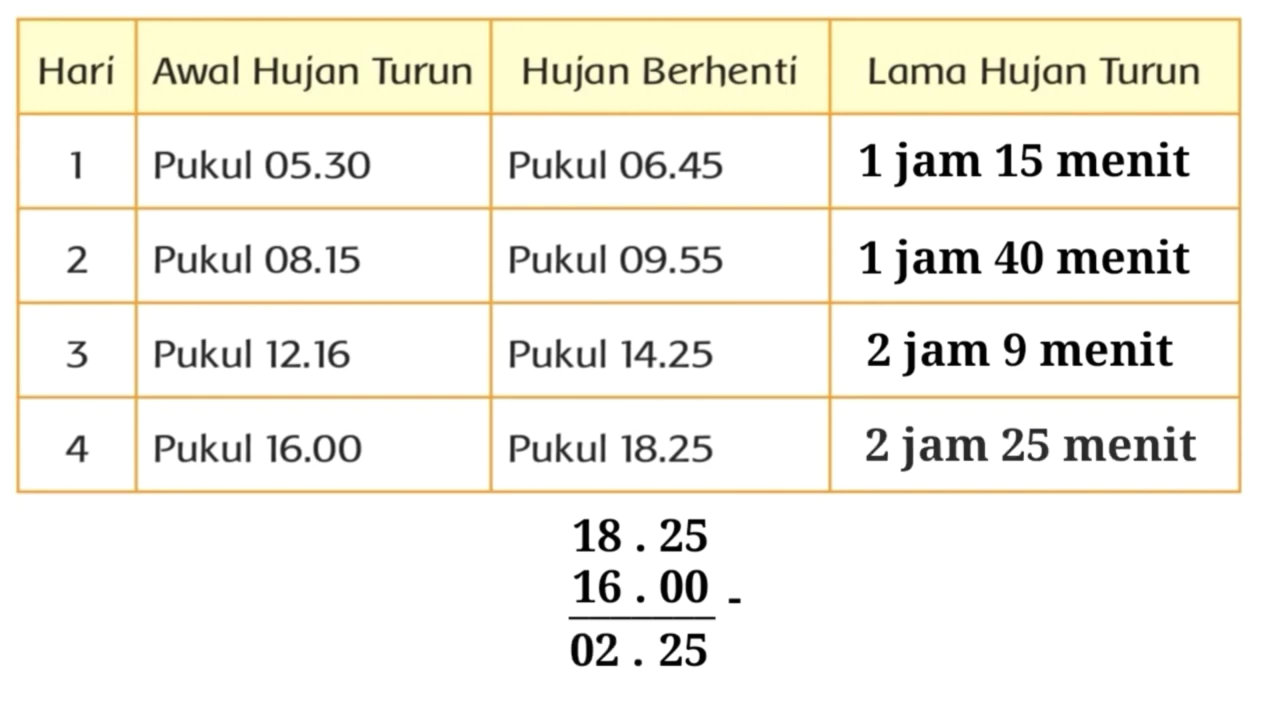 Hari Awal Hujan Turun Hujan Berhenti Lama Hujan Turun
1 Pukul 05.30 Pukul 06.45 1 jam 15 menit
2 Pukul 08.15 Pukul 09.55 1 jam 40 menit
3 Pukul 12.16 Pukul 14.25 2 jam 9 menit
4 Pukul 16.00 Pukul 18.25 2 jam 25 menit
18 . 25
16 . 00 -
02 . 25